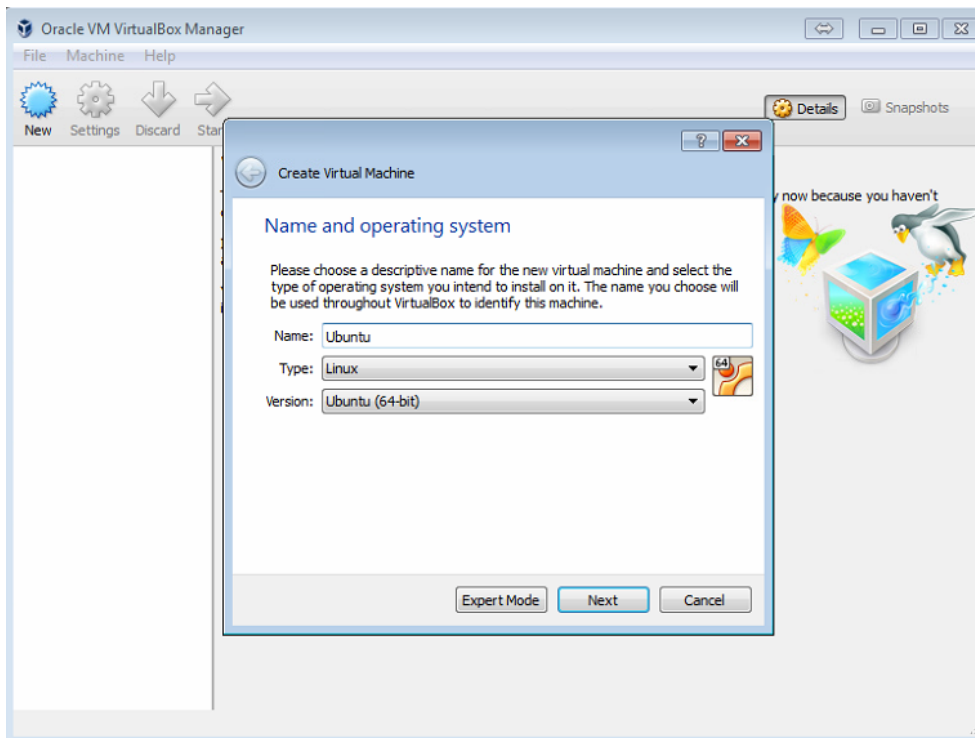 Oracle VM VirtualBox Manager
File Machine Help
New Settings Discard
Details Snapshots
Create Virtual Machine
y now because you haven't
Name and operating system
Please choose a descriptive name for the new virtual machine and select the
type of operating system you intend to install on it. The name you choose will
be used throughout VirtualBox to identify this machine.
Name: Ubuntu
Type: Linux
64
Version: Ubuntu (64-bit)
Expert Mode Next Cancel